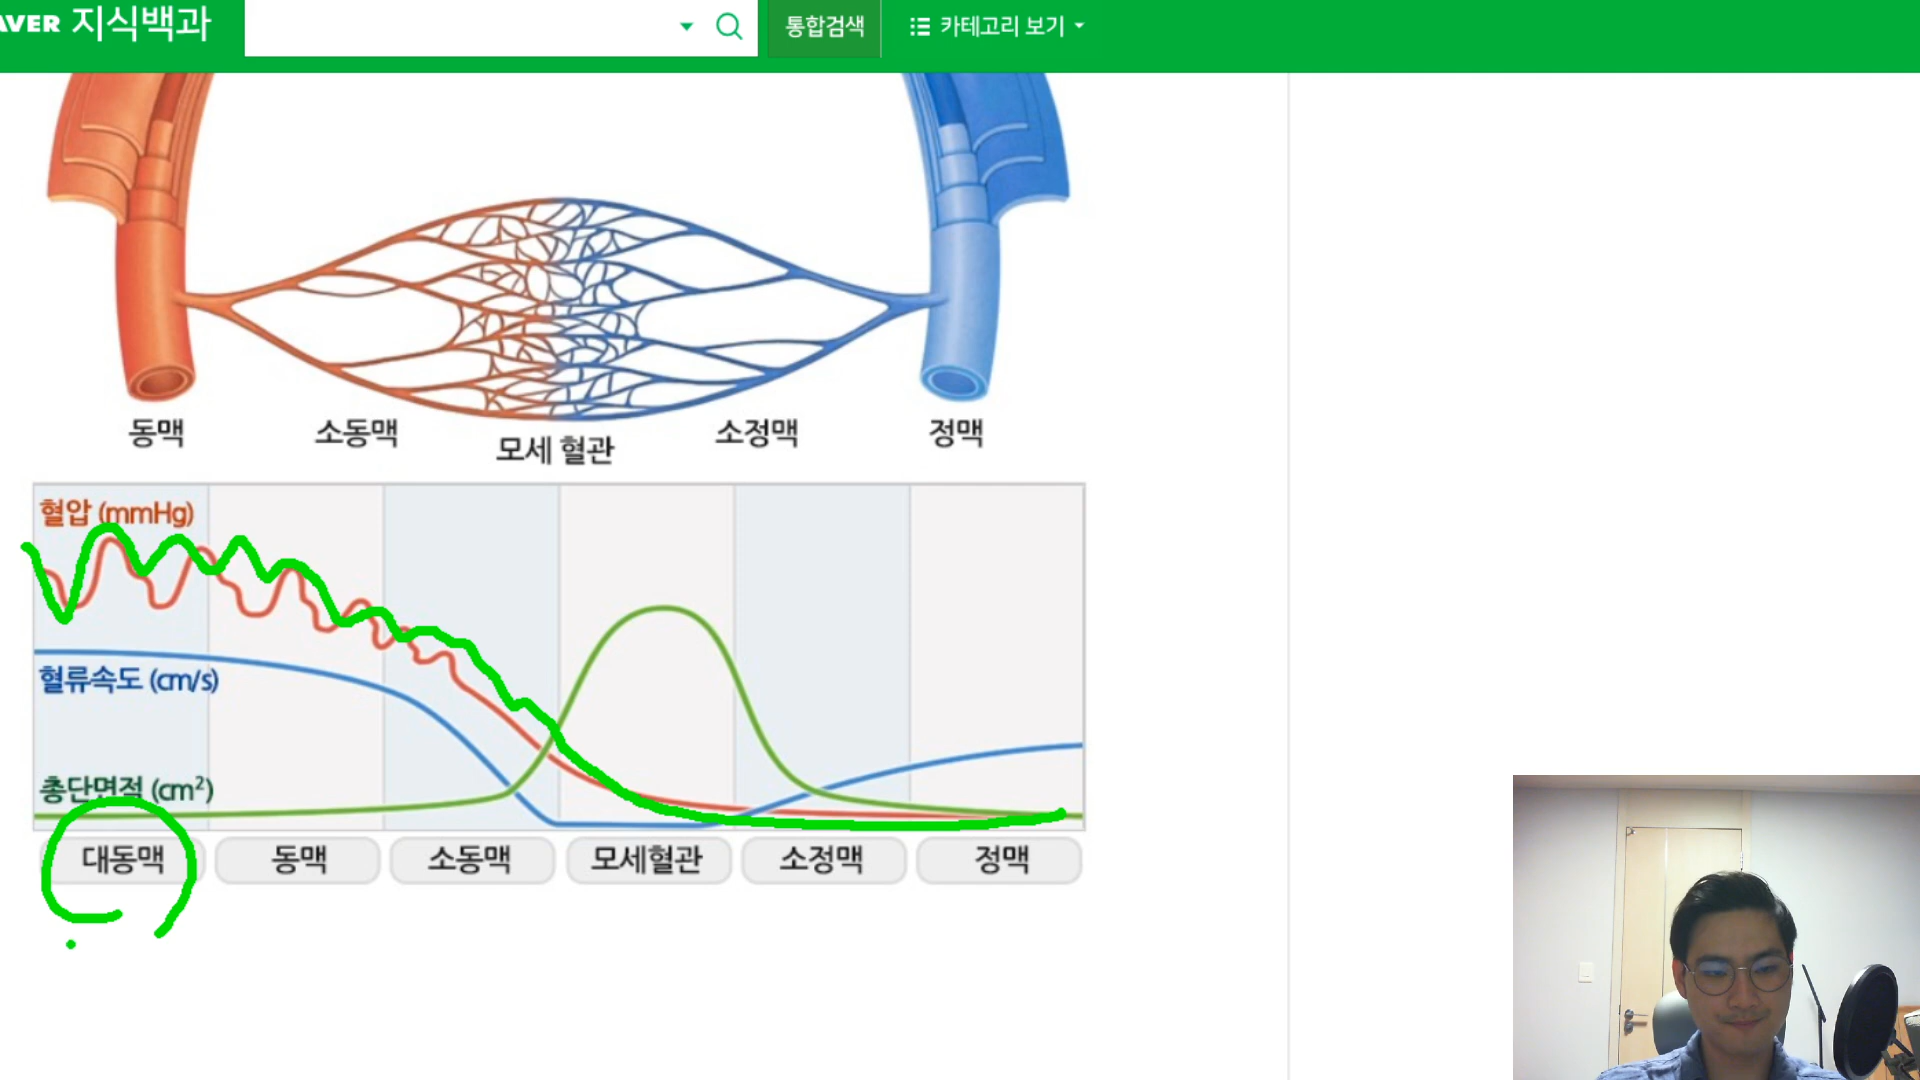 AVER 지식백과
통합검색
카테고리 보기
동맥
소동맥
모세 혈관
소정맥
정맥
혈압 (mmHg)
혈류속도 (cm/s)
총단면적 (cm²)
대동맥
동맥
소동맥
모세혈관
소정맥
정맥